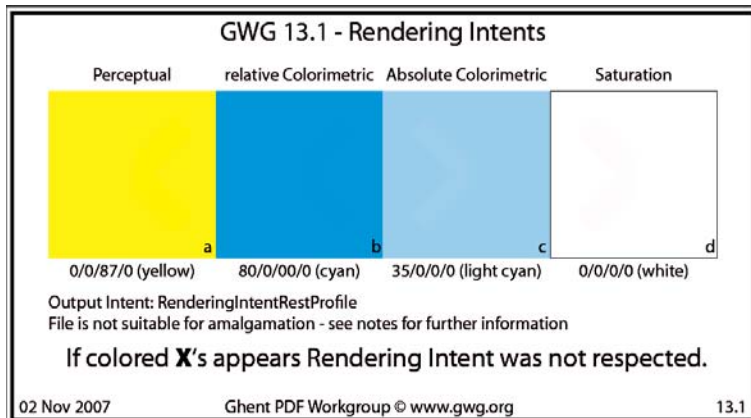 GWG 13.1 - Rendering Intents
Perceptual relative Colorimetric Absolute Colorimetric Saturation
a b c d
0/0/87/0 (yellow) 80/0/00/0 (cyan) 35/0/0/0 (light cyan) 0/0/0/0 (white)
Output Intent: RenderingIntentRestProfile
File is not suitable for amalgamation - see notes for further information
If colored X's appears Rendering Intent was not respected.
02 Nov 2007 Ghent PDF Workgroup © www.gwg.org 13.1